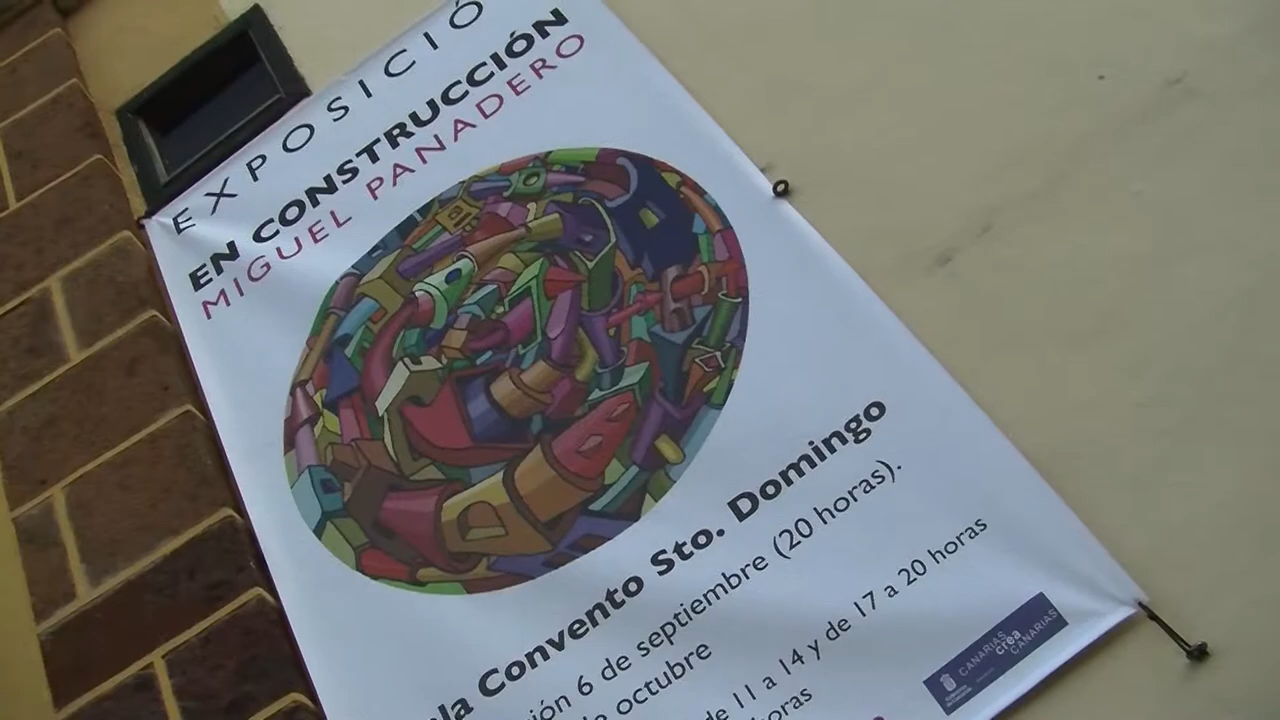 EXPOSICIÓ
EN CONSTRUCCIÓN
MIGUEL PANADERO
la Convento Sto. Domingo
ión 6 de septiembre (20 horas).
octubre
de 11 a 14 y de 17 a 20 horas
horas
CANARIAS
crea
CANARIAS